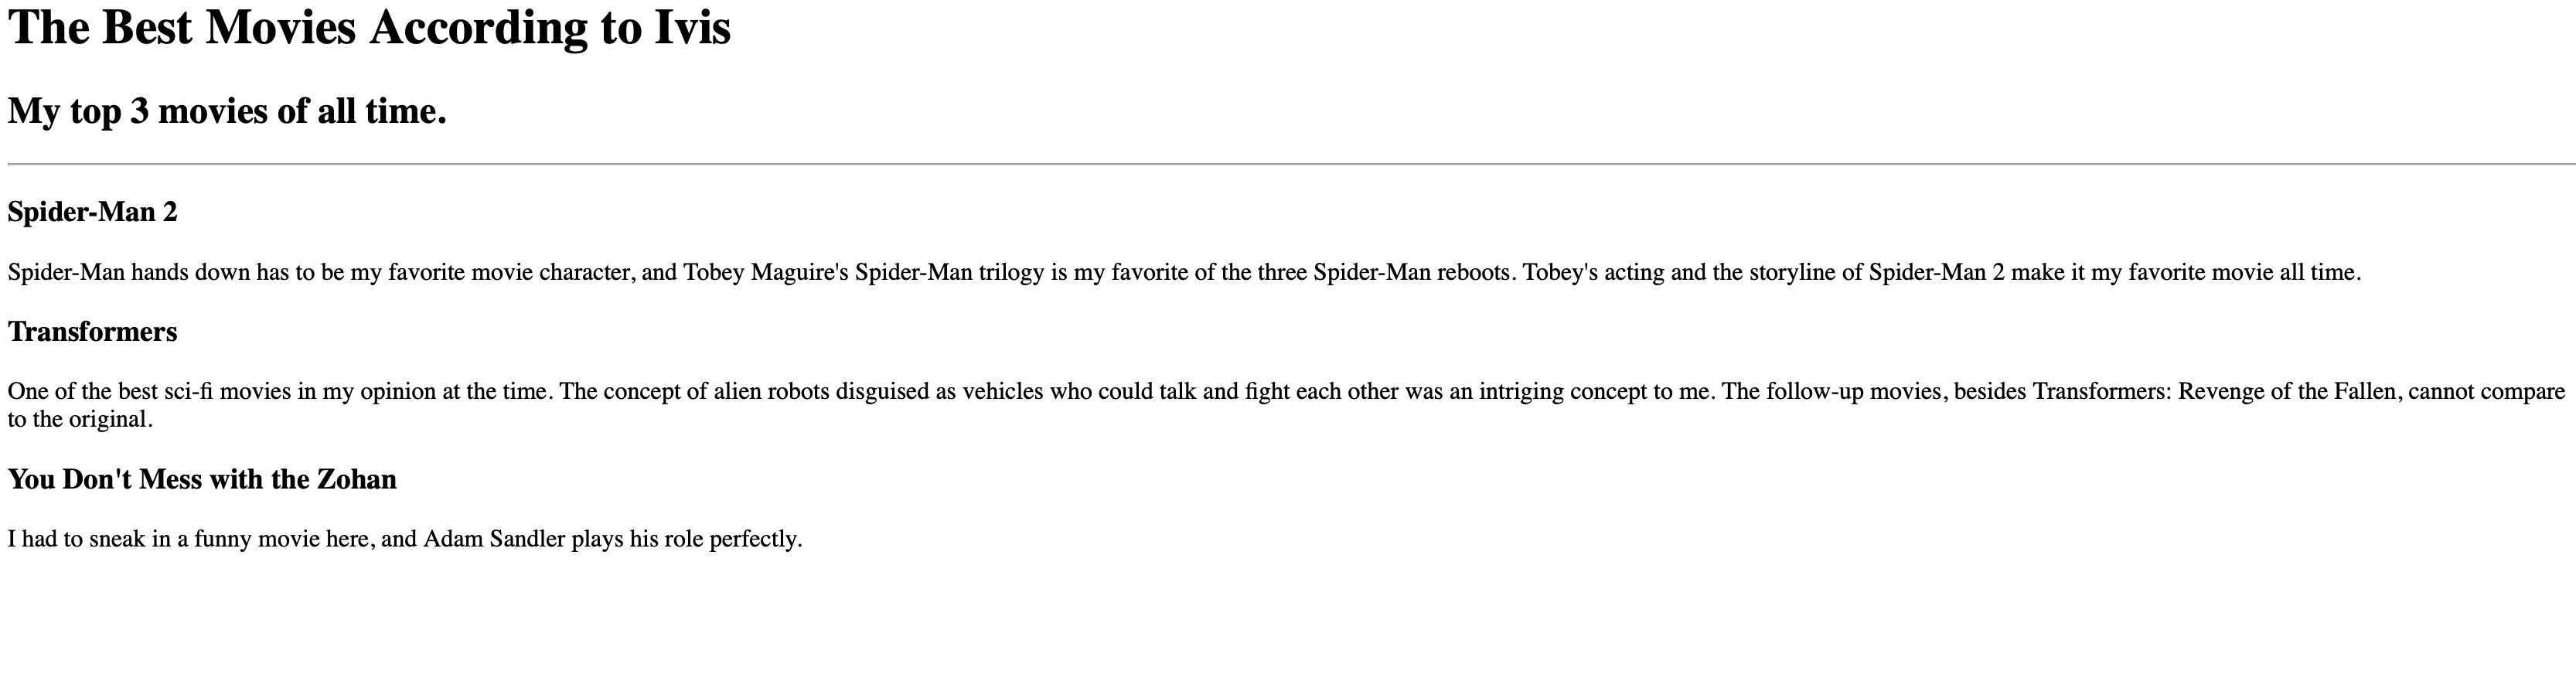 The Best Movies According to Ivis
My top 3 movies of all time.
Spider-Man 2
Spider-Man hands down has to be my favorite movie character, and Tobey Maguire's Spider-Man trilogy is my favorite of the three Spider-Man reboots. Tobey's acting and the storyline of Spider-Man 2 make it my favorite movie all time.
Transformers
One of the best sci-fi movies in my opinion at the time. The concept of alien robots disguised as vehicles who could talk and fight each other was an intriging concept to me. The follow-up movies, besides Transformers: Revenge of the Fallen, cannot compare
to the original.
You Don't Mess with the Zohan
I had to sneak in a funny movie here, and Adam Sandler plays his role perfectly.